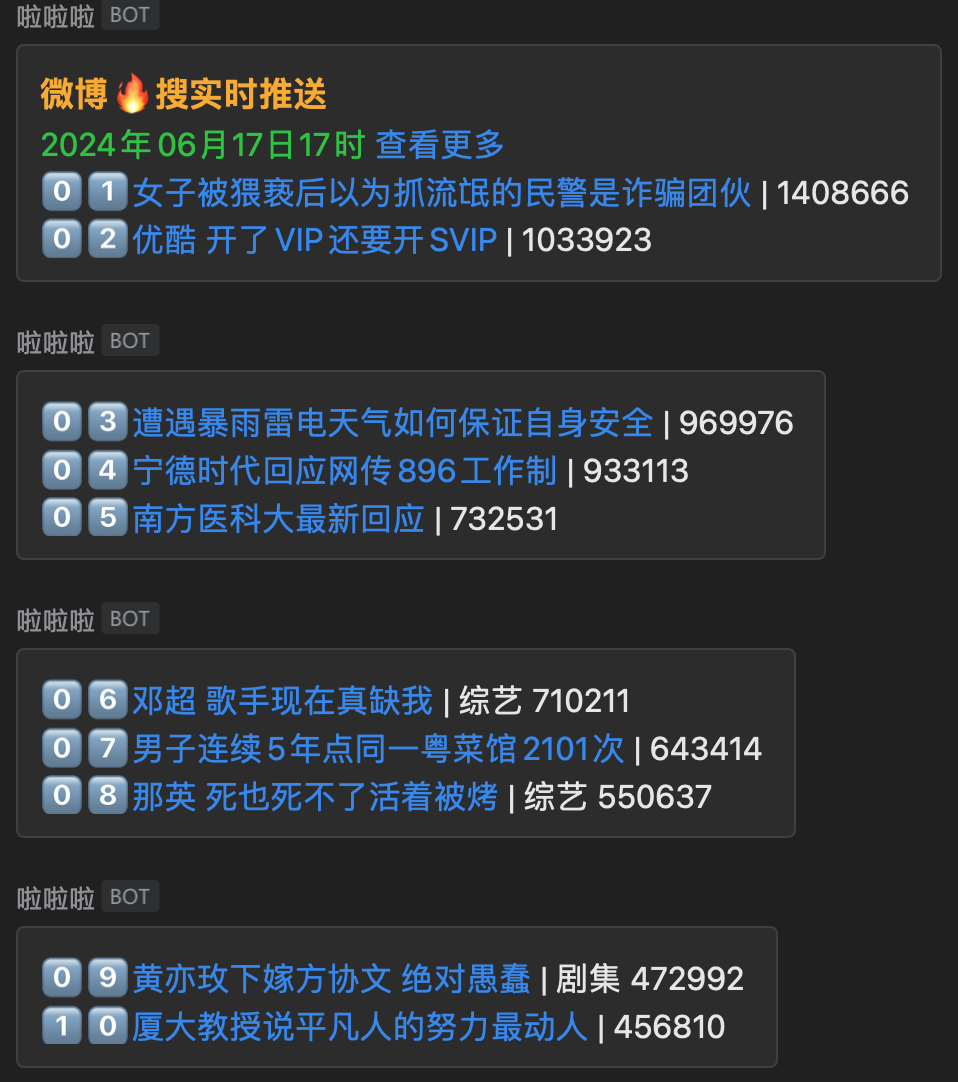 啦啦啦 BOT
微博🔥搜实时推送
2024年06月17日17时 查看更多
0️⃣1️⃣女子被猥亵后以为抓流氓的民警是诈骗团伙 | 1408666
0️⃣2️⃣优酷 开了VIP还要开SVIP | 1033923
啦啦啦 BOT
0️⃣3️⃣遭遇暴雨雷电天气如何保证自身安全 | 969976
0️⃣4️⃣宁德时代回应网传896工作制 | 933113
0️⃣5️⃣南方医科大最新回应 | 732531
啦啦啦 BOT
0️⃣6️⃣邓超 歌手现在真缺我 | 综艺 710211
0️⃣7️⃣男子连续5年点同一粤菜馆2101次 | 643414
0️⃣8️⃣那英 死也死不了活着被烤 | 综艺 550637
啦啦啦 BOT
0️⃣9️⃣黄亦玫下嫁方协文 绝对愚蠢 | 剧集 472992
1️⃣0️⃣厦大教授说平凡人的努力最动人 | 456810